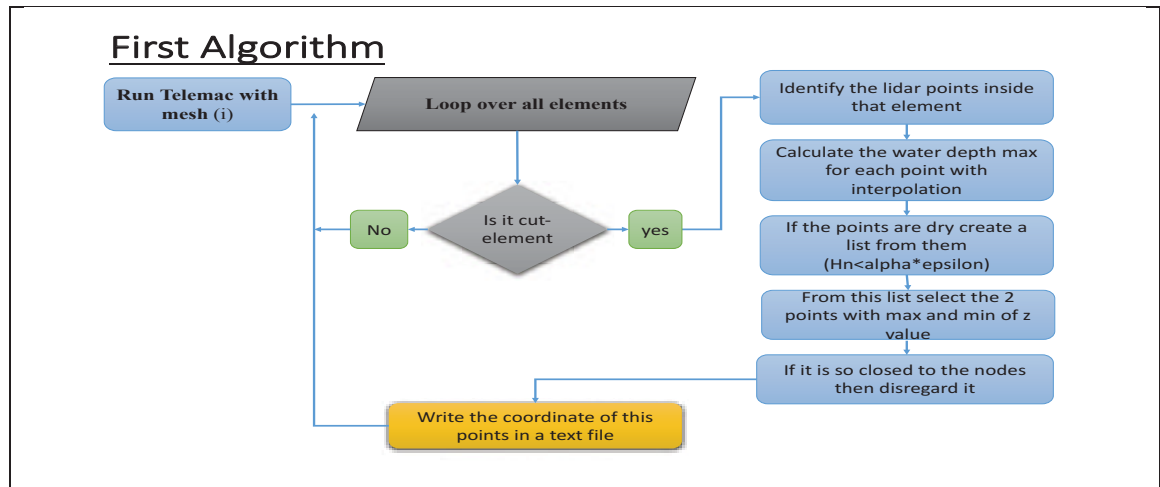 First Algorithm
Run Telemac with
mesh (i)
Loop over all elements
Is it cut-
element
No
yes
Identify the lidar points inside
that element
Calculate the water depth max
for each point with
interpolation
If the points are dry create a
list from them
(Hn<alpha*epsilon)
From this list select the 2
points with max and min of z
value
If it is so closed to the nodes
then disregard it
Write the coordinate of this
points in a text file